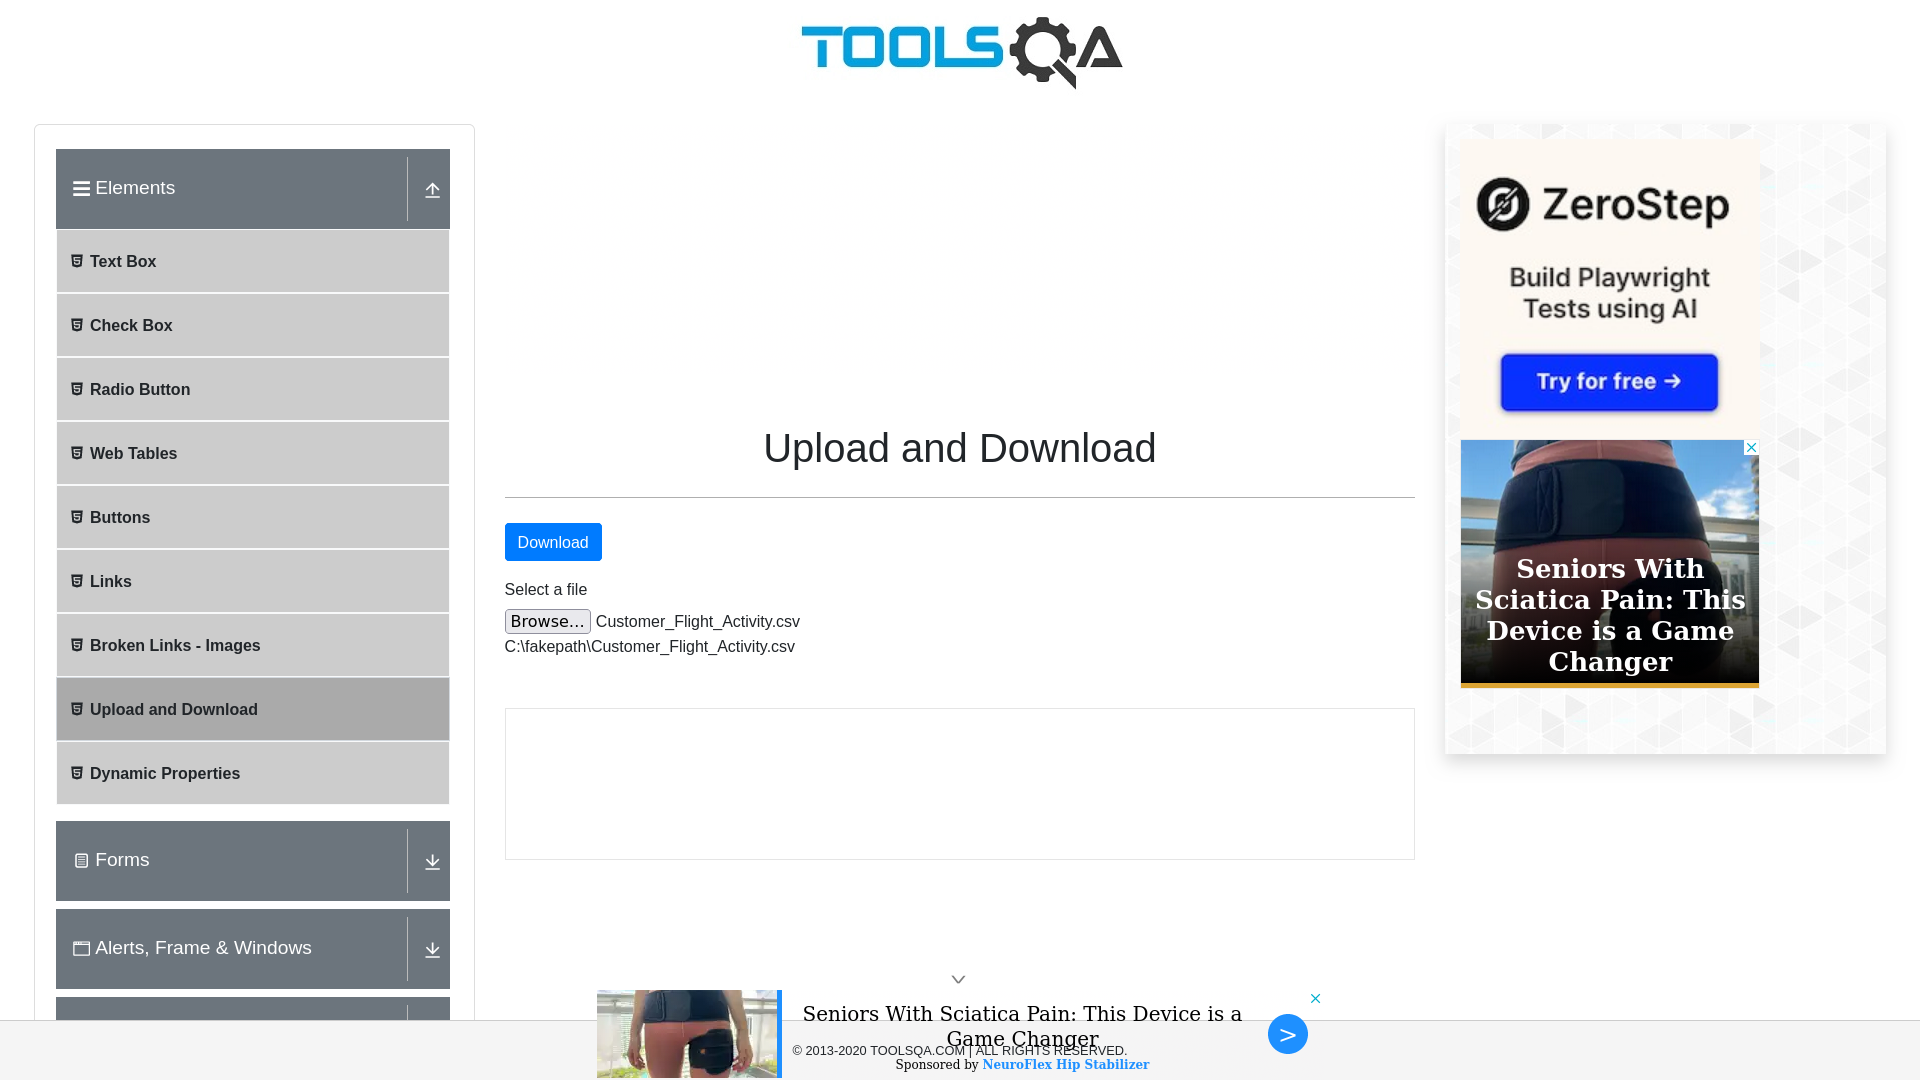 TOOLSQA
Elements
Text Box
Check Box
Radio Button
Web Tables
Buttons
Links
Broken Links - Images
Upload and Download
Dynamic Properties
Forms
Alerts, Frame & Windows
Upload and Download
Download
Select a file
Browse... Customer_Flight_Activity.csv
C:\fakepath\Customer_Flight_Activity.csv
ZeroStep
Build Playwright
Tests using AI
Try for free →
Seniors With
Sciatica Pain: This
Device is a Game
Changer
Seniors With Sciatica Pain: This Device is a
Game Changer
© 2013-2020 TOOLSQA.COM | ALL RIGHTS RESERVED.
Sponsored by NeuroFlex Hip Stabilizer